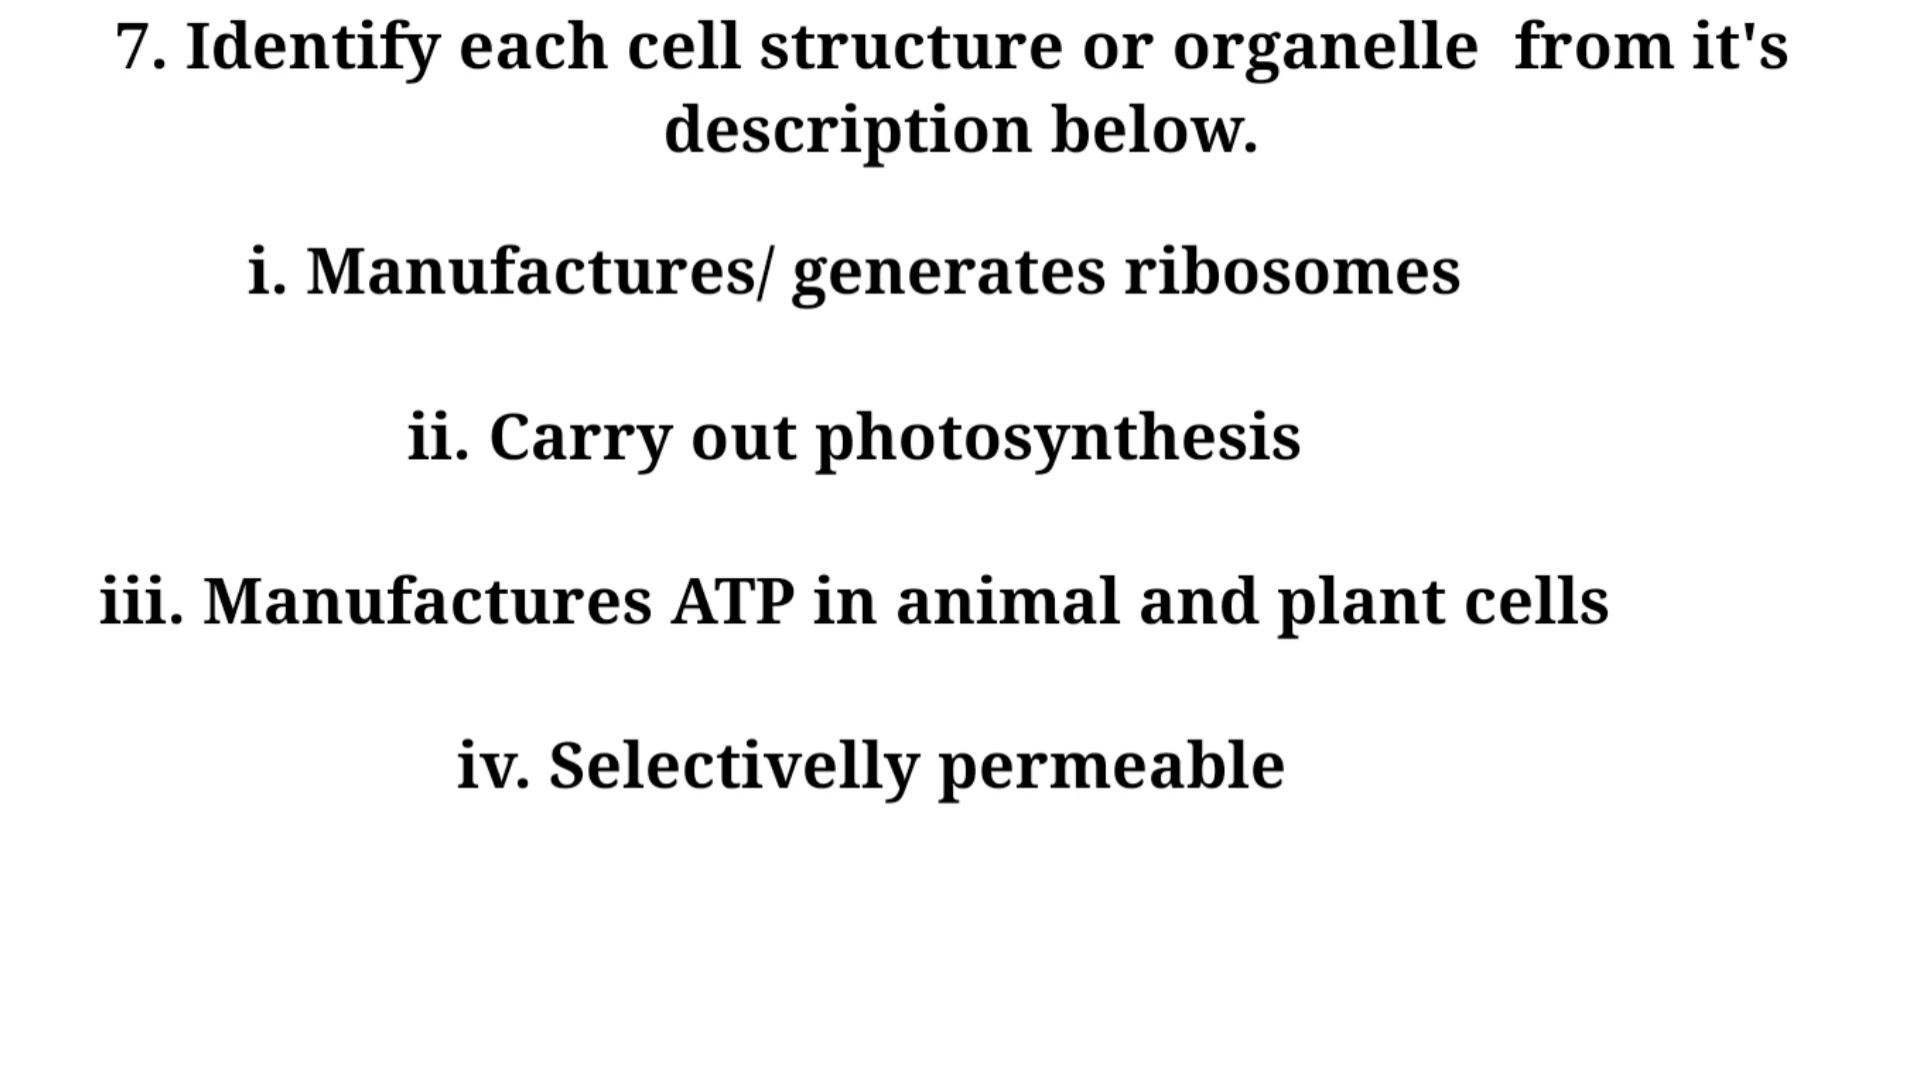 7. Identify each cell structure or organelle from it's
description below.
i. Manufactures/ generates ribosomes
ii. Carry out photosynthesis
iii. Manufactures ATP in animal and plant cells
iv. Selectivelly permeable